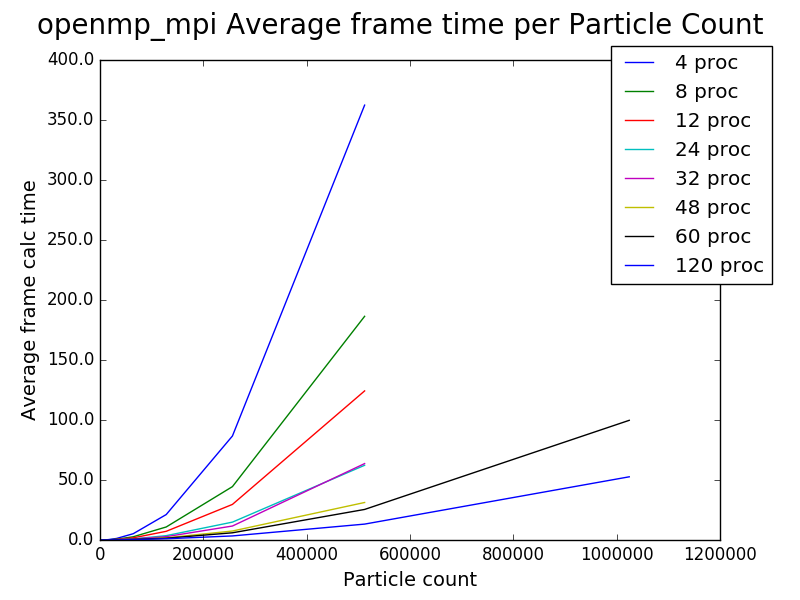 openmp_mpi Average frame time per Particle Count
400.0
350.0
300.0
250.0
200.0
150.0
100.0
50.0
0.0
Average frame calc time
0
200000
400000
600000
800000
1000000
1200000
Particle count
4 proc
8 proc
12 proc
24 proc
32 proc
48 proc
60 proc
120 proc